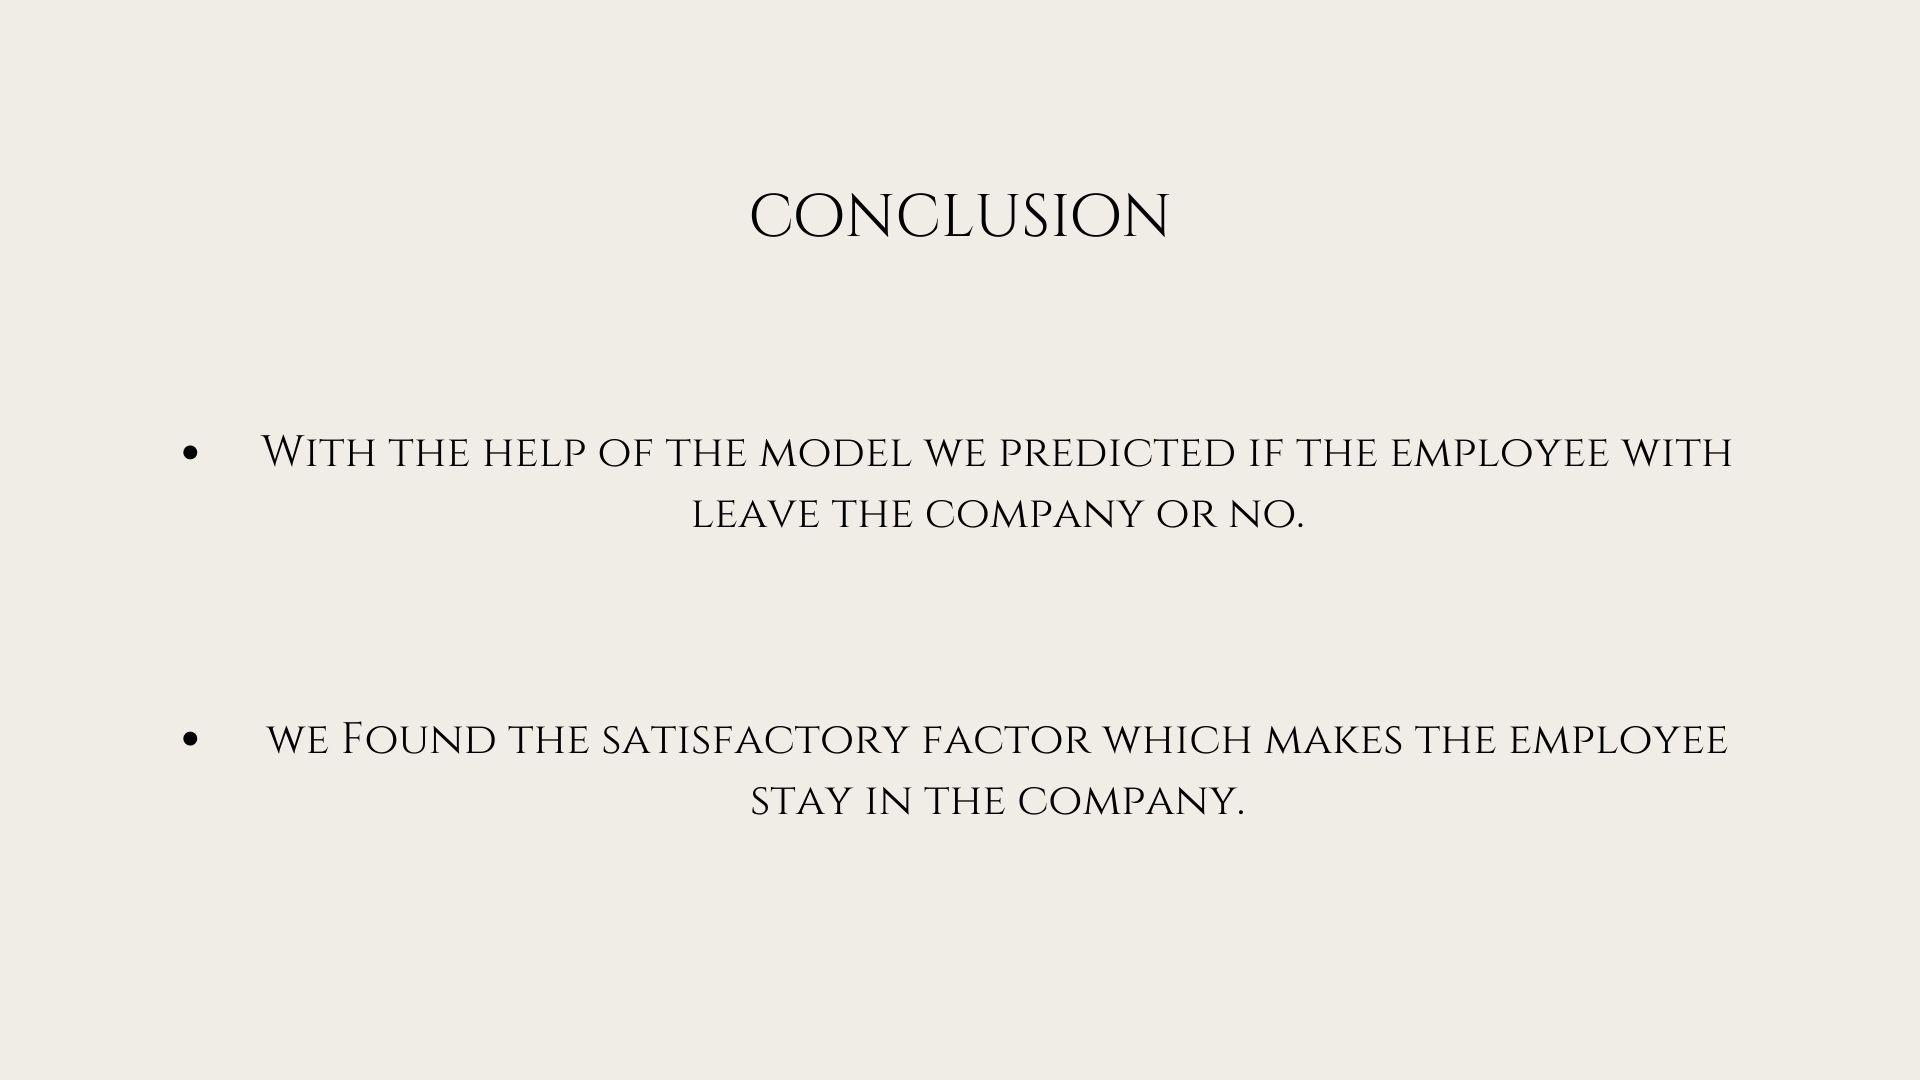 CONCLUSION
• With the help of the model we predicted if the employee with
leave the company or no.
• we Found the satisfactory factor which makes the employee
stay in the company.